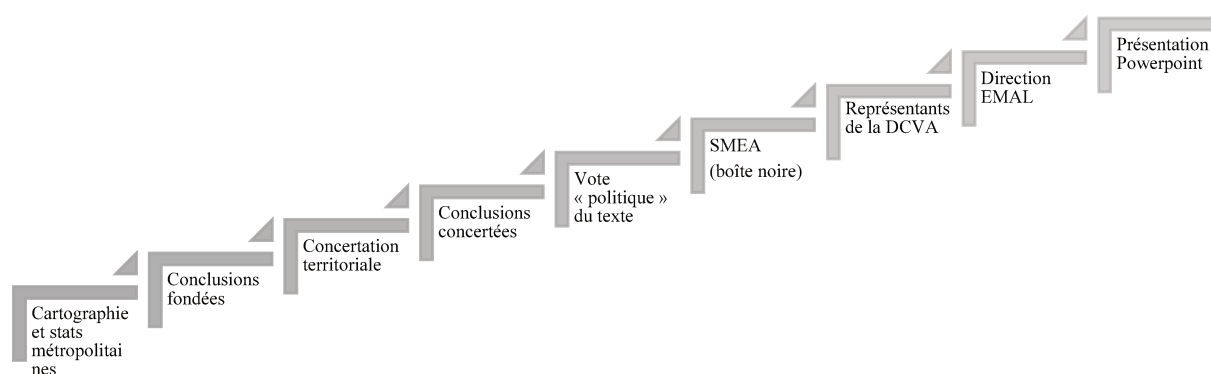 Cartographie
et stats
métropolitai
nes
Conclusions
fondées
Concertation
territoriale
Conclusions
concertées
Vote
« politique »
du texte
SMEA
(boîte noire)
Représentants
de la DCVA
Direction
EMAL
Présentation
Powerpoint